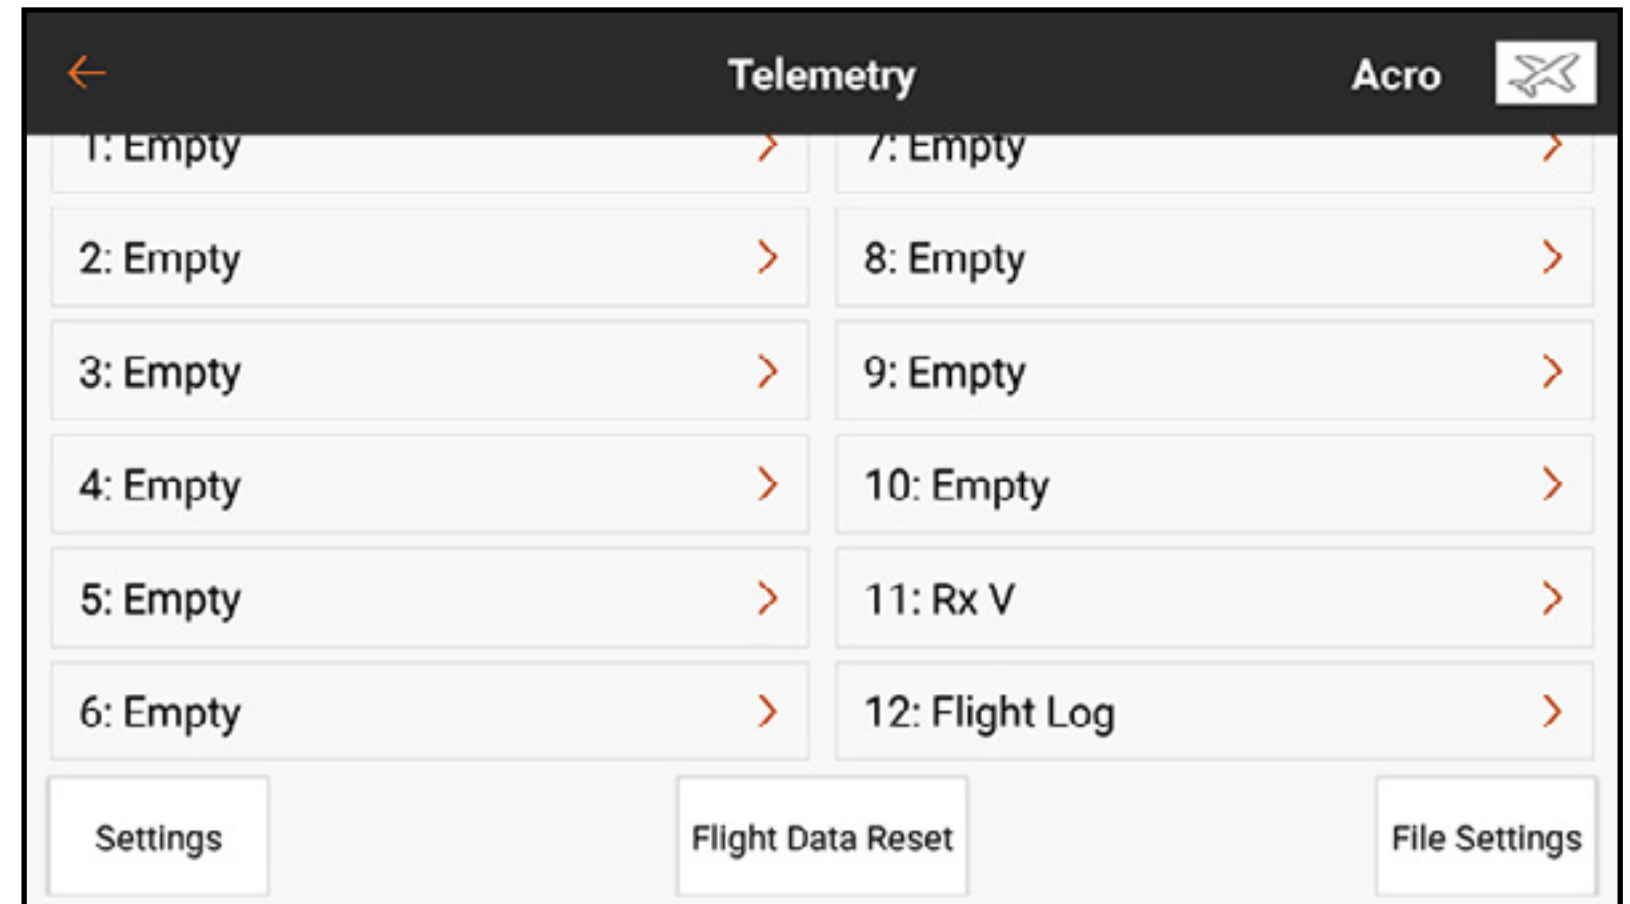 Telemetry
Acro
1: Empty
7: Empty
2: Empty
8: Empty
3: Empty
9: Empty
4: Empty
10: Empty
5: Empty
11: Rx V
6: Empty
12: Flight Log
Settings
Flight Data Reset
File Settings